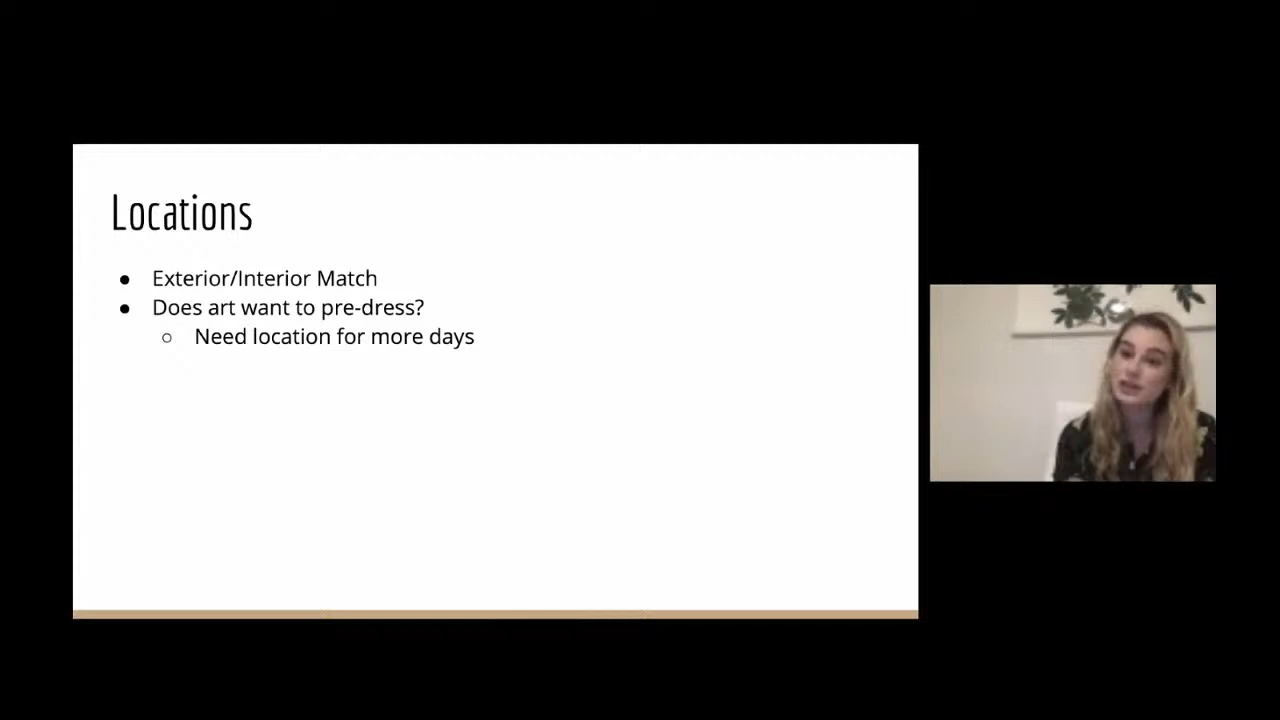 Locations
● Exterior/Interior Match
● Does art want to pre-dress?
○ Need location for more days